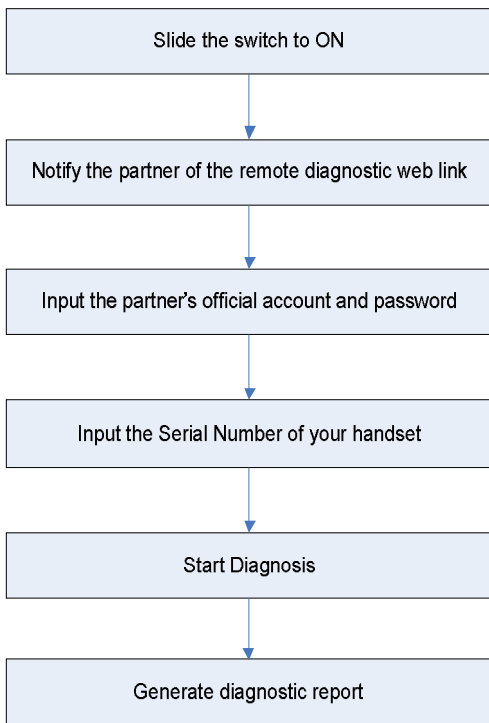 Slide the switch to ON
Notify the partner of the remote diagnostic web link
Input the partner's official account and password
Input the Serial Number of your handset
Start Diagnosis
Generate diagnostic report